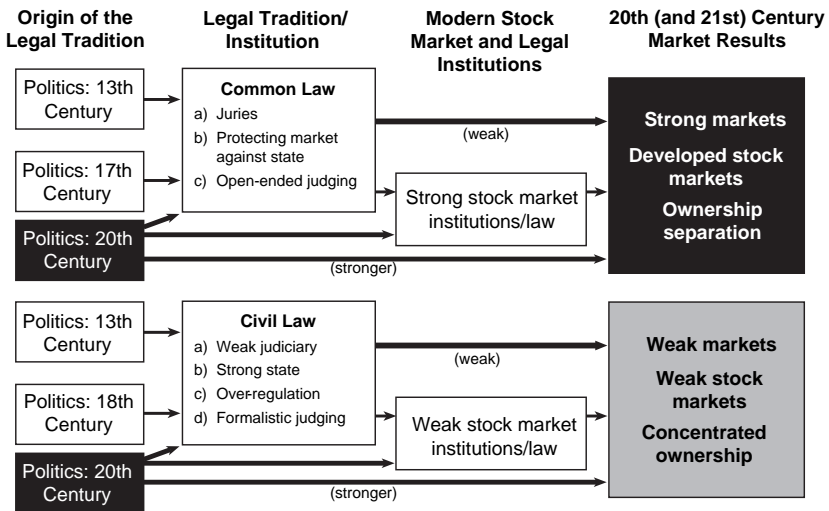 Origin of the
Legal Tradition
Legal Tradition/
Institution
Modern Stock
Market and Legal
Institutions
20th (and 21st) Century
Market Results
Politics: 13th
Century
Politics: 17th
Century
Politics: 20th
Century
Common Law
a) Juries
b) Protecting market
against state
c) Open-ended judging
(weak)
Strong stock market
institutions/law
(stronger)
Strong markets
Developed stock
markets
Ownership
separation
Politics: 13th
Century
Politics: 18th
Century
Politics: 20th
Century
Civil Law
a) Weak judiciary
b) Strong state
c) Over-regulation
d) Formalistic judging
(weak)
Weak stock market
institutions/law
(stronger)
Weak markets
Weak stock
markets
Concentrated
ownership